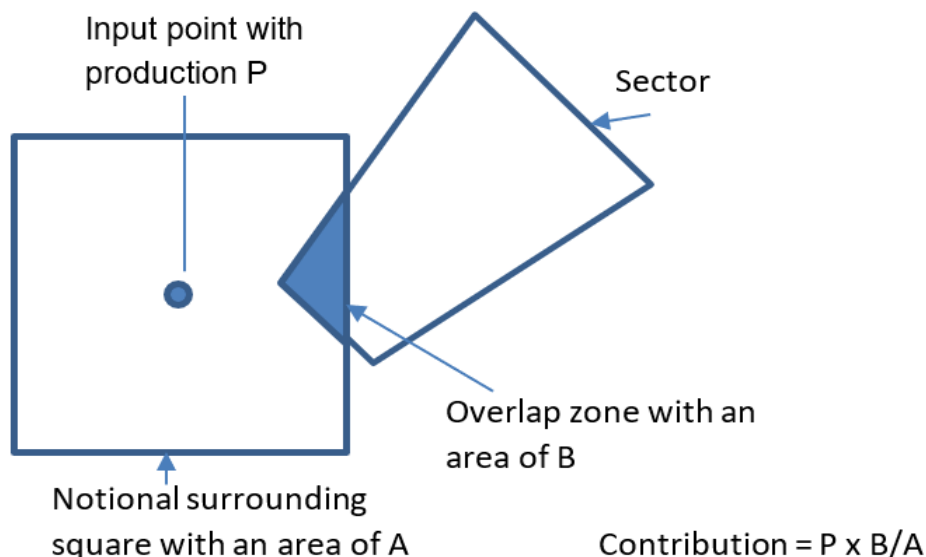 Input point with
production P
Sector
Overlap zone with an
area of B
Notional surrounding
square with an area of A
Contribution = P x B/A